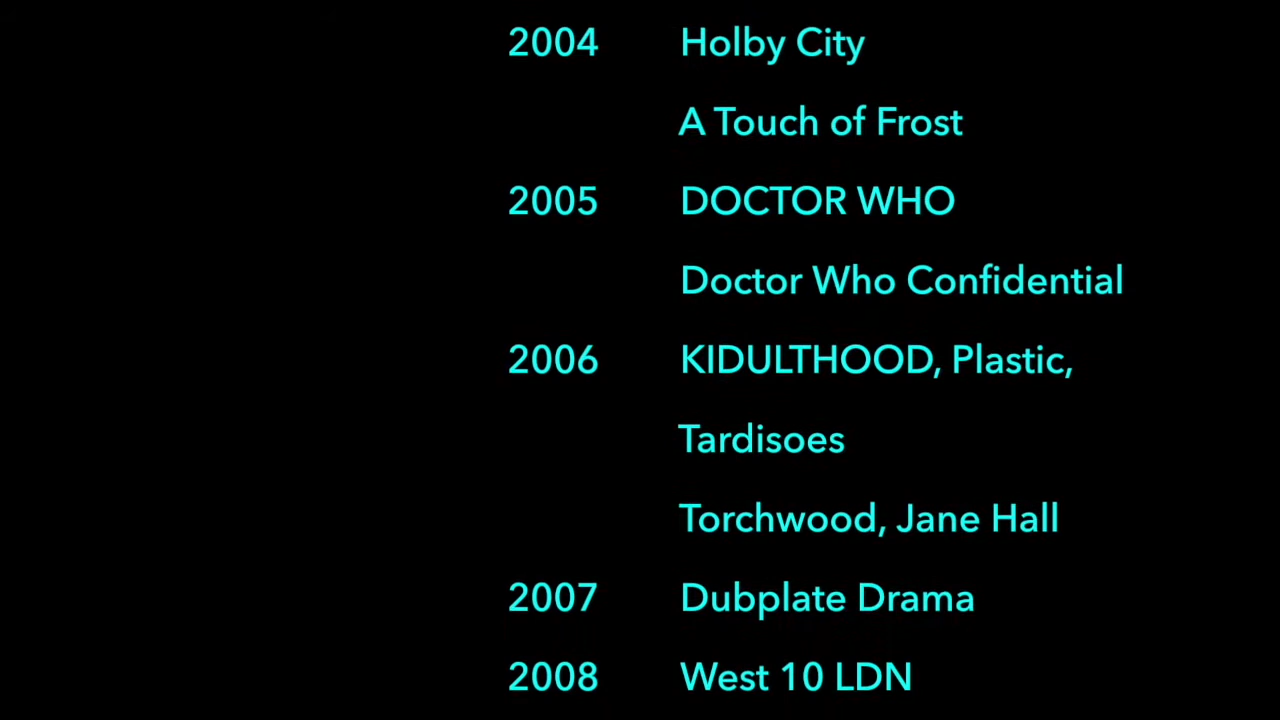 2004 Holby City
A Touch of Frost
2005 DOCTOR WHO
Doctor Who Confidential
2006 KIDULTHOOD, Plastic,
Tardisoes
Torchwood, Jane Hall
2007 Dubplate Drama
2008 West 10 LDN